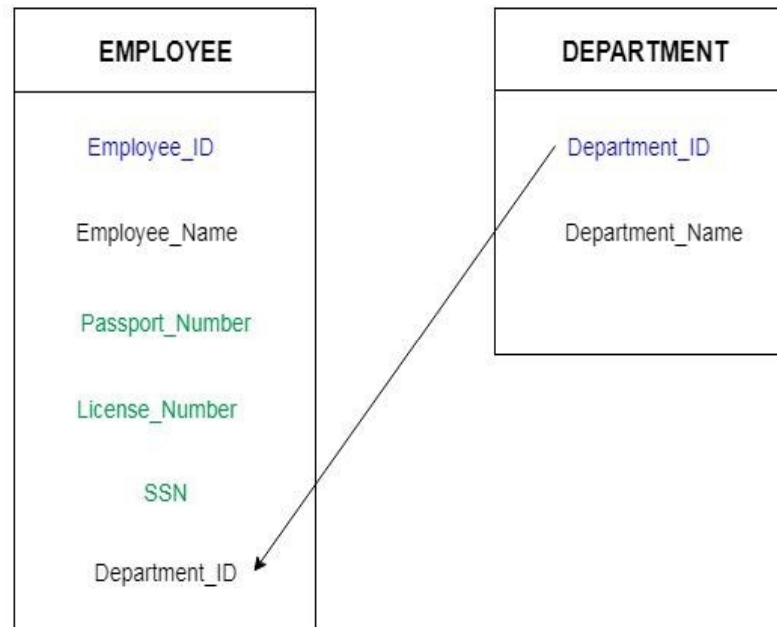 EMPLOYEE
Employee_ID
Employee_Name
Passport_Number
License_Number
SSN
Department_ID
DEPARTMENT
Department_ID
Department_Name